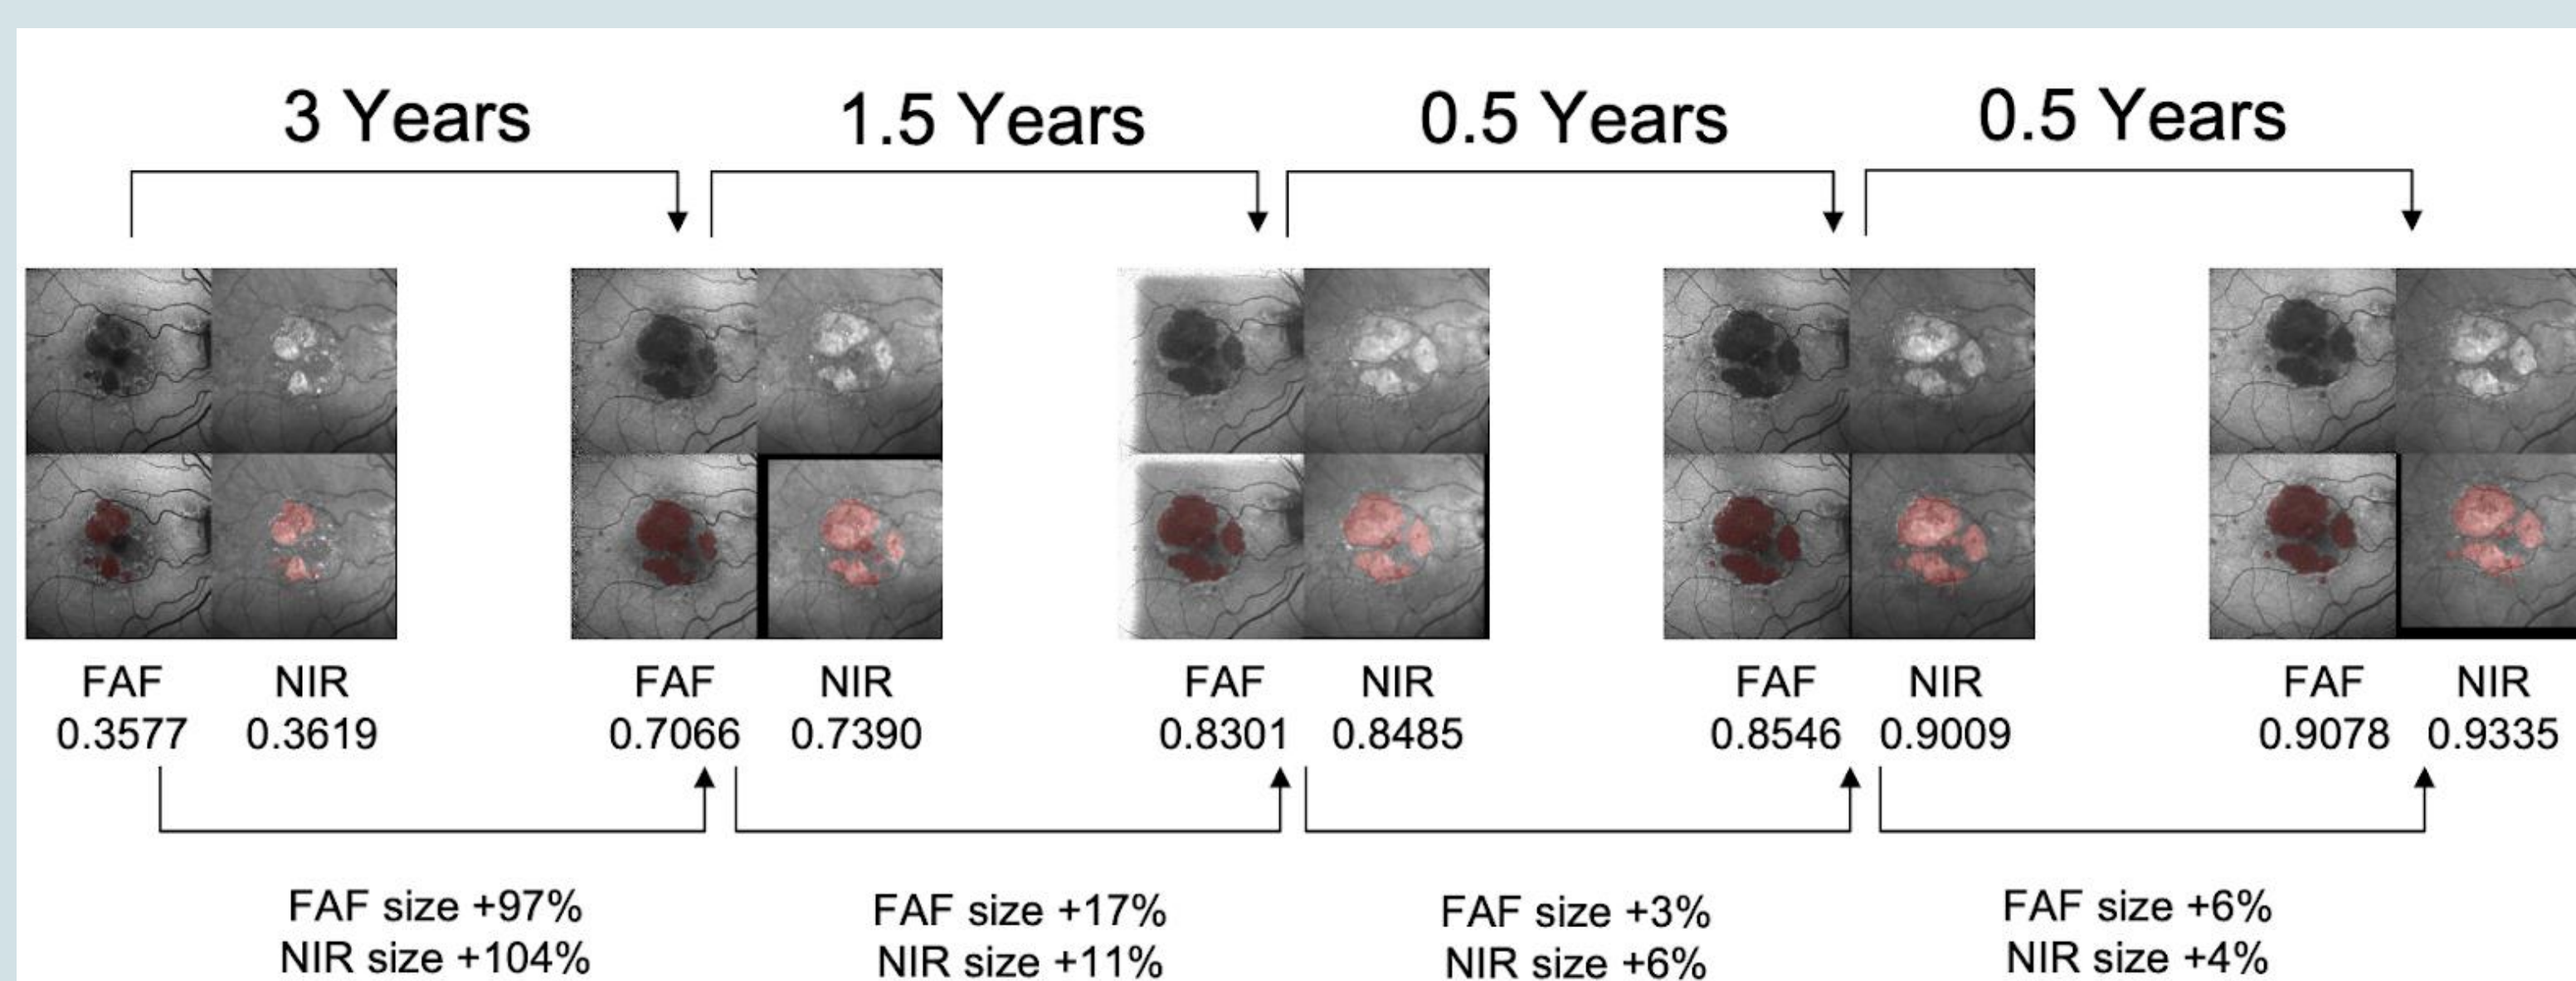 3 Years
1.5 Years
0.5 Years
0.5 Years
FAF NIR
0.3577 0.3619
FAF NIR
0.7066 0.7390
FAF NIR
0.8301 0.8485
FAF NIR
0.8546 0.9009
FAF NIR
0.9078 0.9335
FAF size +97%
NIR size +104%
FAF size +17%
NIR size +11%
FAF size +3%
NIR size +6%
FAF size +6%
NIR size +4%